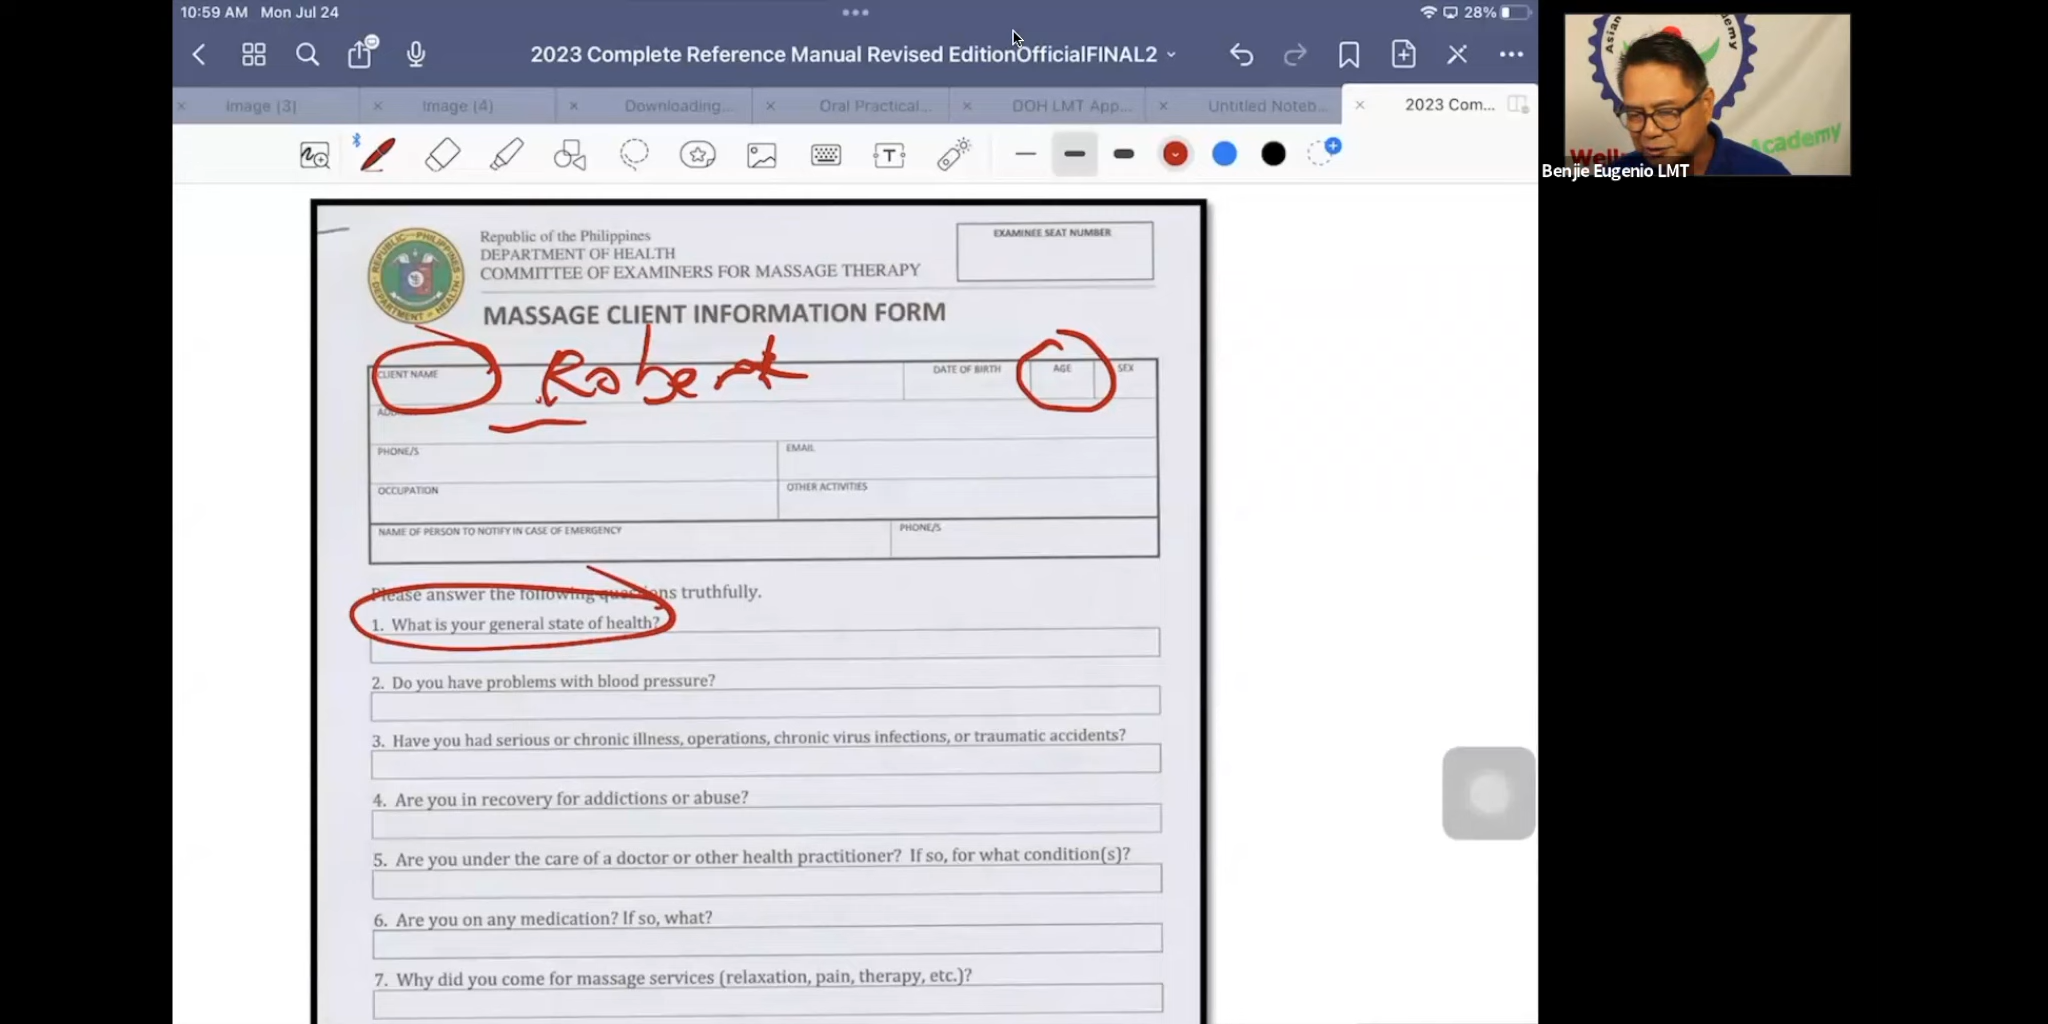 10:59 AM Mon Jul 24
28%
2023 Complete Reference Manual Revised EditionOfficialFINAL2
Image (3)
Image (4)
Downloading...
Oral Practical...
DOH LMT App...
Untitled Noteb...
2023 Com...
Asian
Academy
Benjie Eugenio LMT
Republic of the Philippines
DEPARTMENT OF HEALTH
COMMITTEE OF EXAMINERS FOR MASSAGE THERAPY
EXAMINEE SEAT NUMBER
MASSAGE CLIENT INFORMATION FORM
CLIENT NAME
Robert
DATE OF BIRTH
AGE
SEX
PHONE/S
EMAIL
OCCUPATION
OTHER ACTIVITIES
NAME OF PERSON TO NOTIFY IN CASE OF EMERGENCY
PHONE/S
Please answer the following questions truthfully.
1. What is your general state of health?
2. Do you have problems with blood pressure?
3. Have you had serious or chronic illness, operations, chronic virus infections, or traumatic accidents?
4. Are you in recovery for addictions or abuse?
5. Are you under the care of a doctor or other health practitioner? If so, for what condition(s)?
6. Are you on any medication? If so, what?
7. Why did you come for massage services (relaxation, pain, therapy, etc.)?